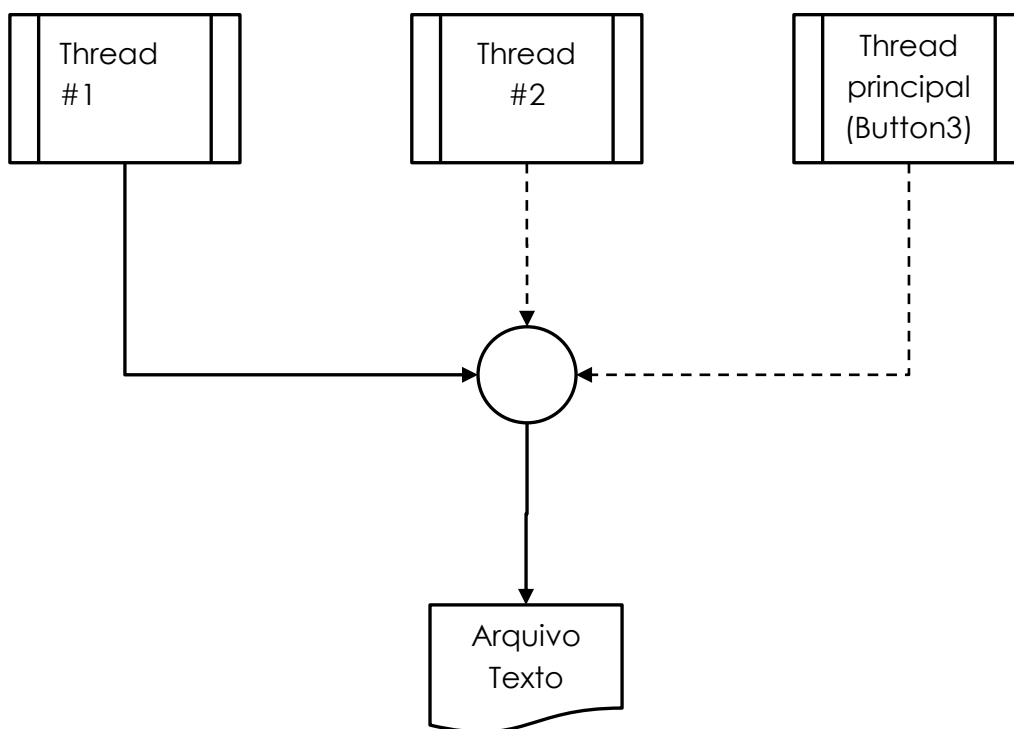 Thread
#1
Thread
#2
Thread
principal
(Button3)
Arquivo
Texto